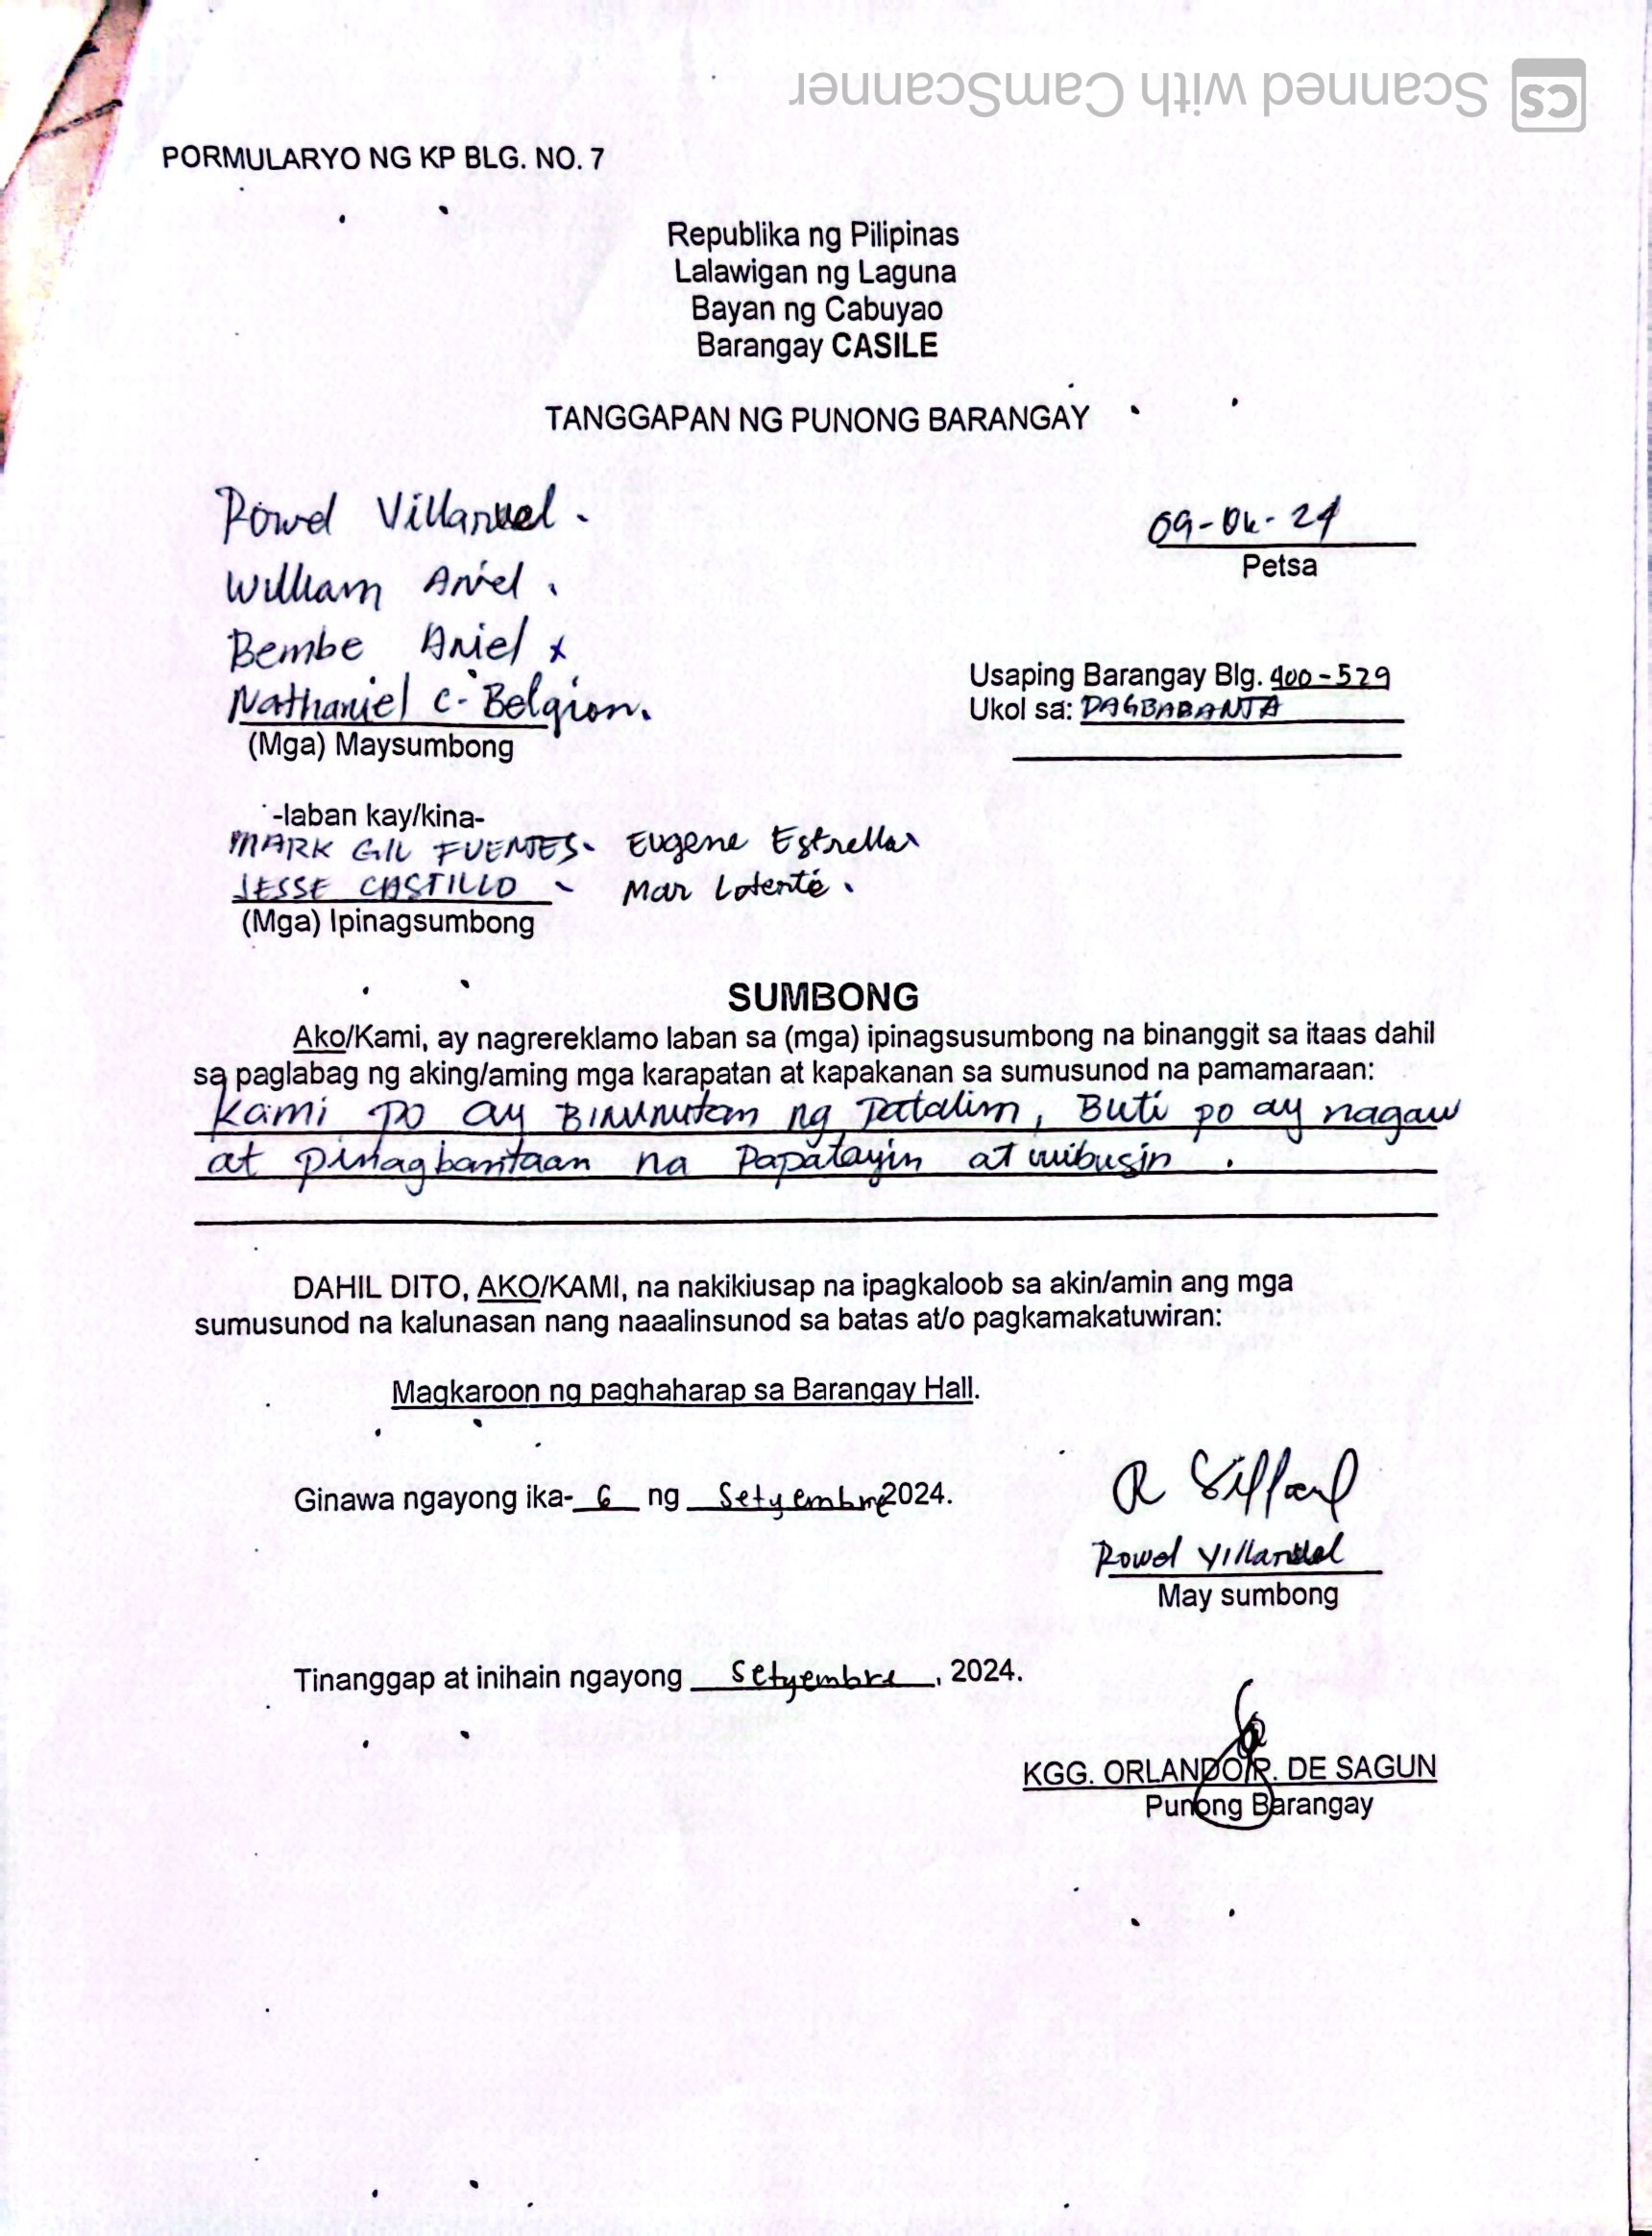 Scanned with CamScanner
CS
PORMULARYO NG KP BLG. NO. 7
Republika ng Pilipinas
Lalawigan ng Laguna
Bayan ng Cabuyao
Barangay CASILE
TANGGAPAN NG PUNONG BARANGAY
Rowel Villaruel.
09-06-24
Petsa
William Ariel.
Bembe Ariel x
Usaping Barangay Blg. 400-529
Nathaniel C. Belgion.
Ukol sa: PAGBABANTA
(Mga) Maysumbong
-laban kay/kina-
MARK GIL FUENTES- Eugene Estrella
JESSE CASTILLO - Mar Lotente.
(Mga) Ipinagsumbong
SUMBONG
Ako/Kami, ay nagrereklamo laban sa (mga) ipinagsusumbong na binanggit sa itaas dahil
sa paglabag ng aking/aming mga karapatan at kapakanan sa sumusunod na pamamaraan:
Kami po ay Binunutan ng Patalim, Buti po ay nagaw
at pinagbantaan na Papatayin at uubusin.
DAHIL DITO, AKO/KAMI, na nakikiusap na ipagkaloob sa akin/amin ang mga
sumusunod na kalunasan nang naaalinsunod sa batas at/o pagkamakatuwiran:
Magkaroon ng paghaharap sa Barangay Hall.
Ginawa ngayong ika- 6 ng Setyembre 2024.
Rowel Villaruel
May sumbong
Tinanggap at inihain ngayong Setyembre, 2024.
KGG. ORLANDO R. DE SAGUN
Punong Barangay